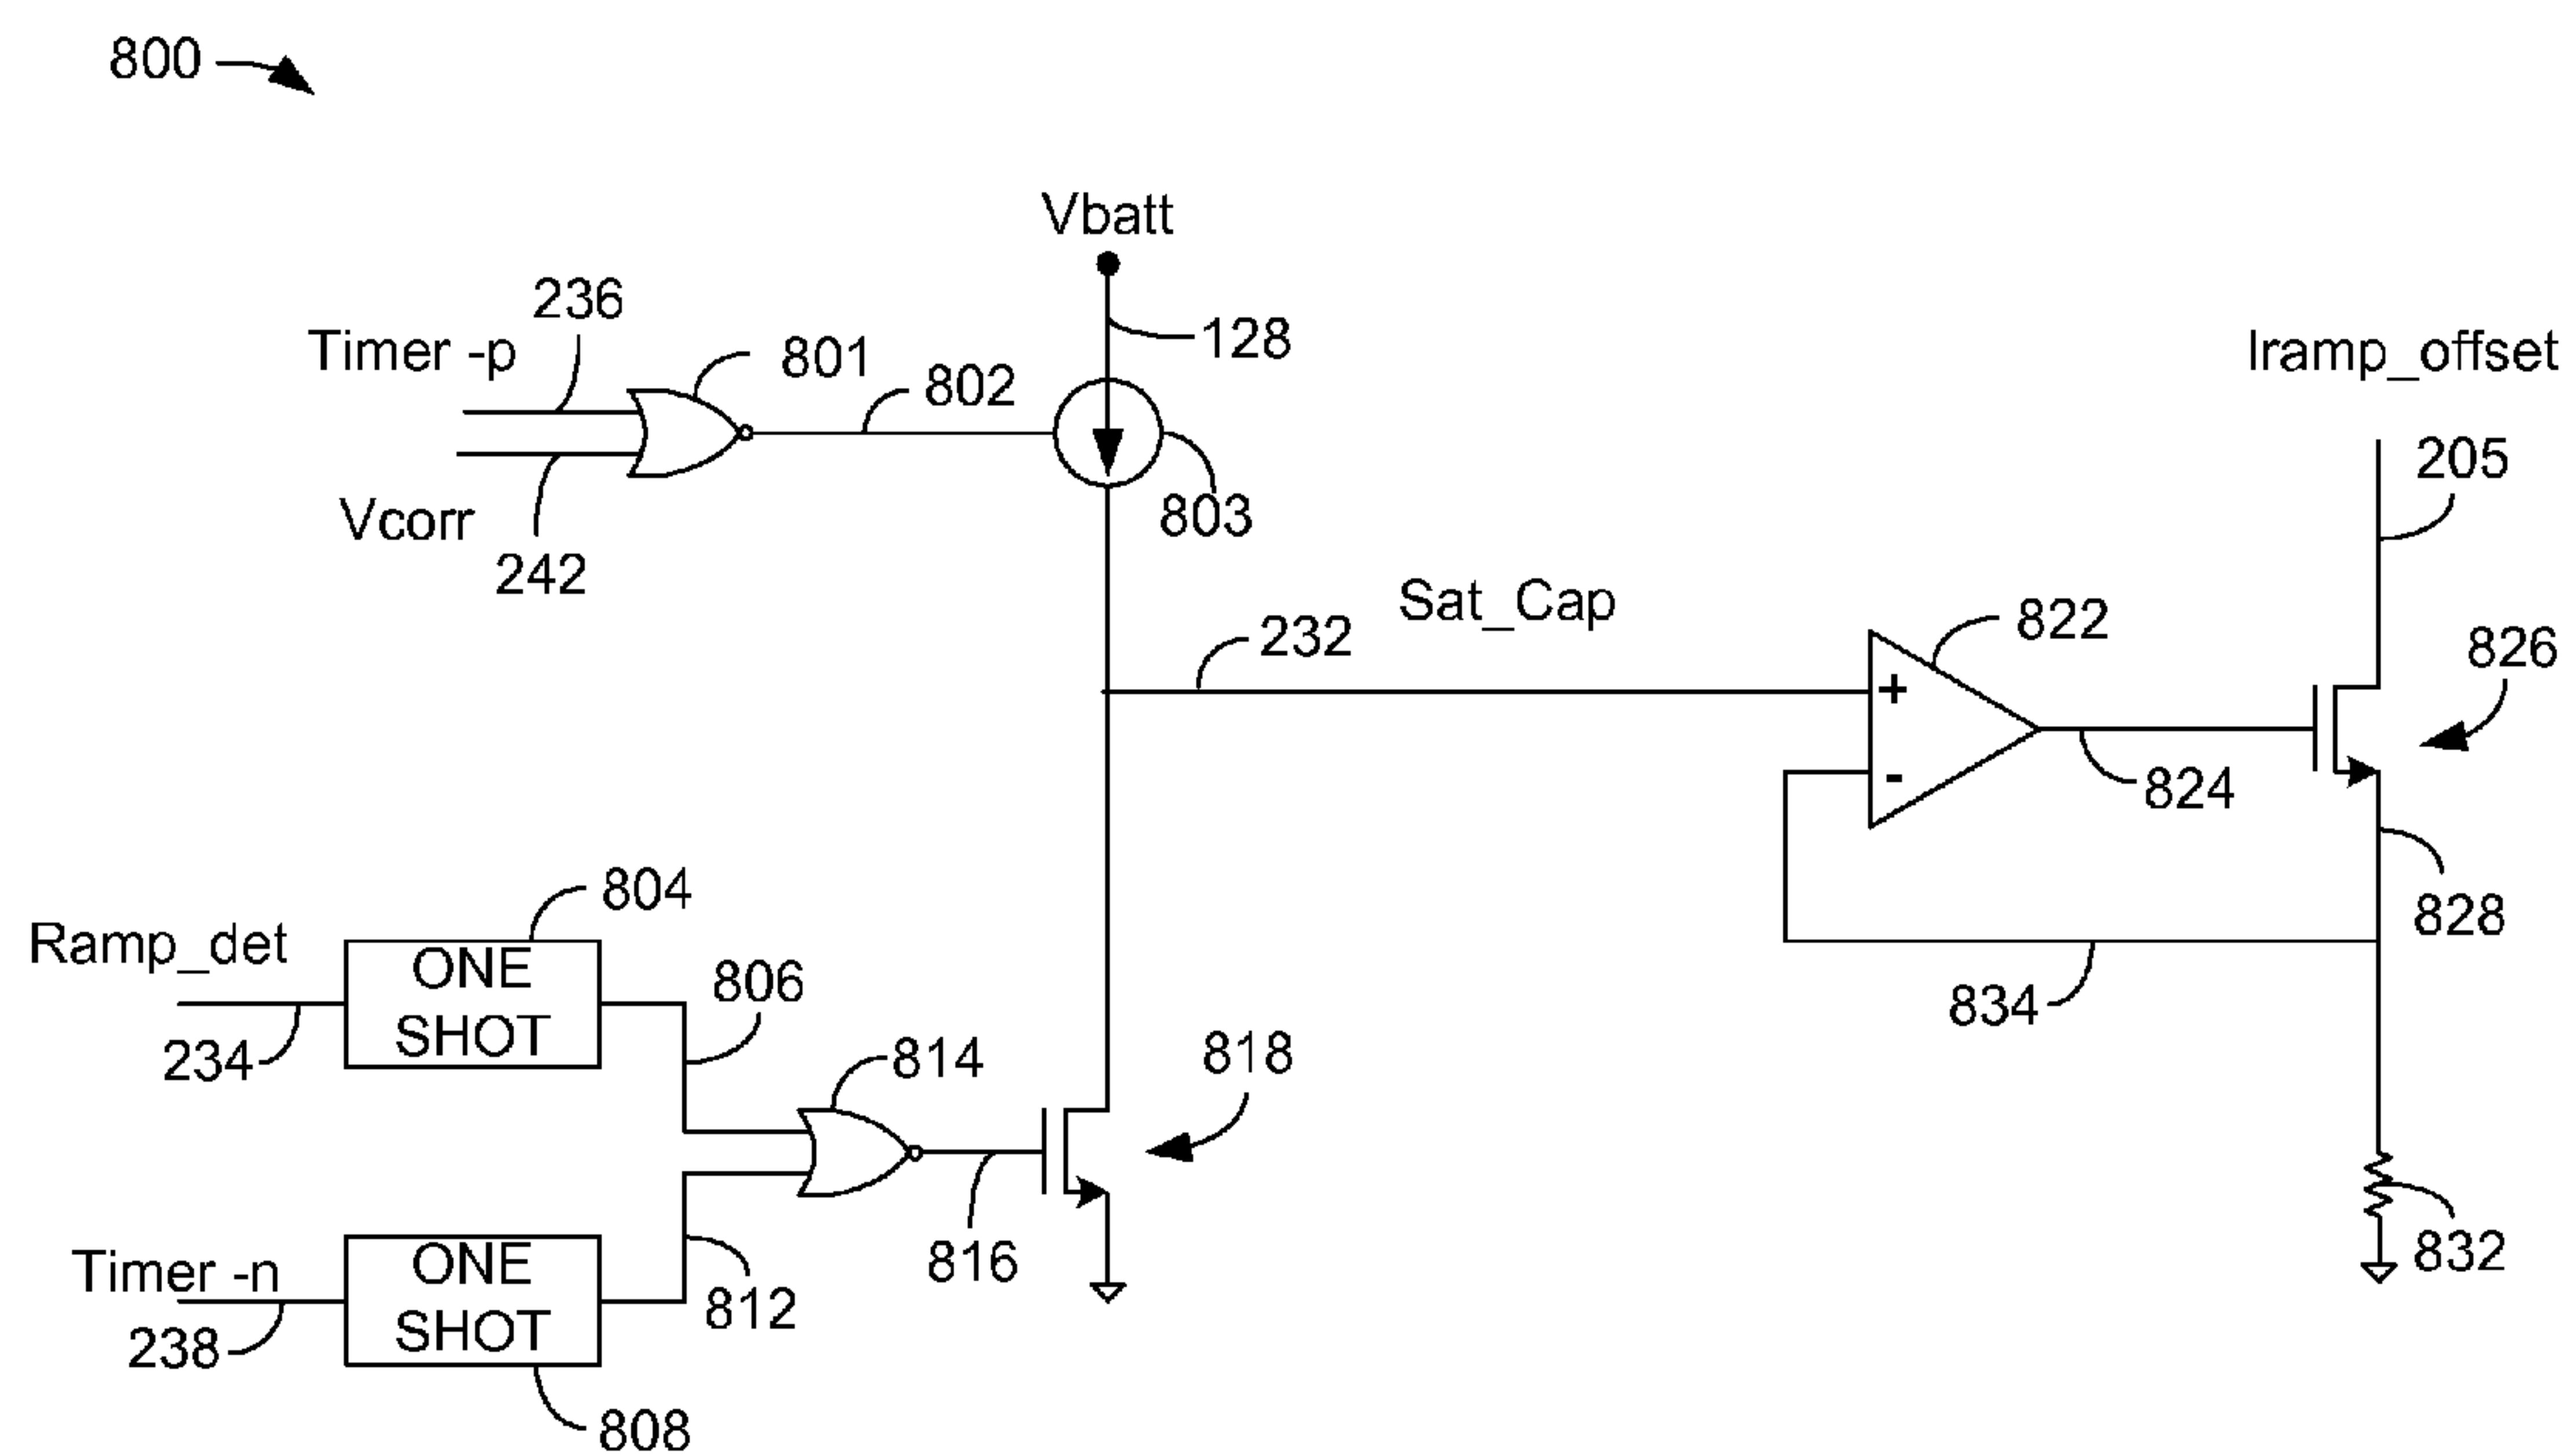 800
Vbatt
236
Timer -p
801
802
128
Vcorr
242
803
Iramp_offset
205
Sat_Cap
232
822
826
+
-
824
828
834
832
804
Ramp_det
ONE
SHOT
806
234
814
818
816
Timer -n
ONE
SHOT
812
238
808